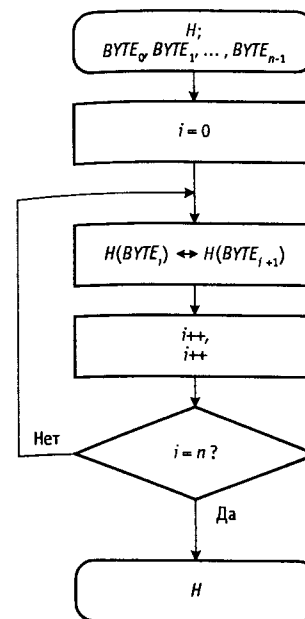 H;
BYTE₀, BYTE₁, ... , BYTEₙ₋₁
i = 0
H(BYTEᵢ) ↔ H(BYTEᵢ₊₁)
i++,
i++
Нет
i = n ?
Да
H